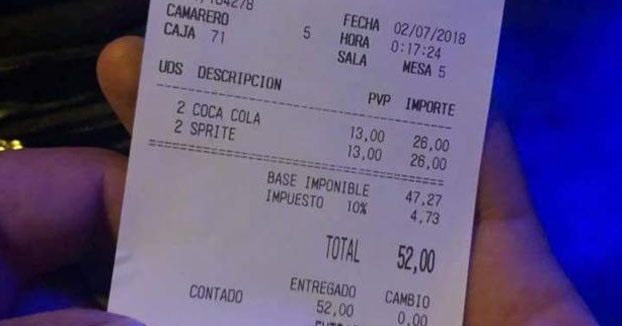 CAMARERO 5 FECHA 02/07/2018
CAJA 71 HORA 0:17:24
SALA MESA 5
UDS DESCRIPCION PVP IMPORTE
2 COCA COLA 13,00 26,00
2 SPRITE 13,00 26,00
BASE IMPONIBLE 47,27
IMPUESTO 10% 4,73
TOTAL 52,00
CONTADO ENTREGADO CAMBIO
52,00 0,00